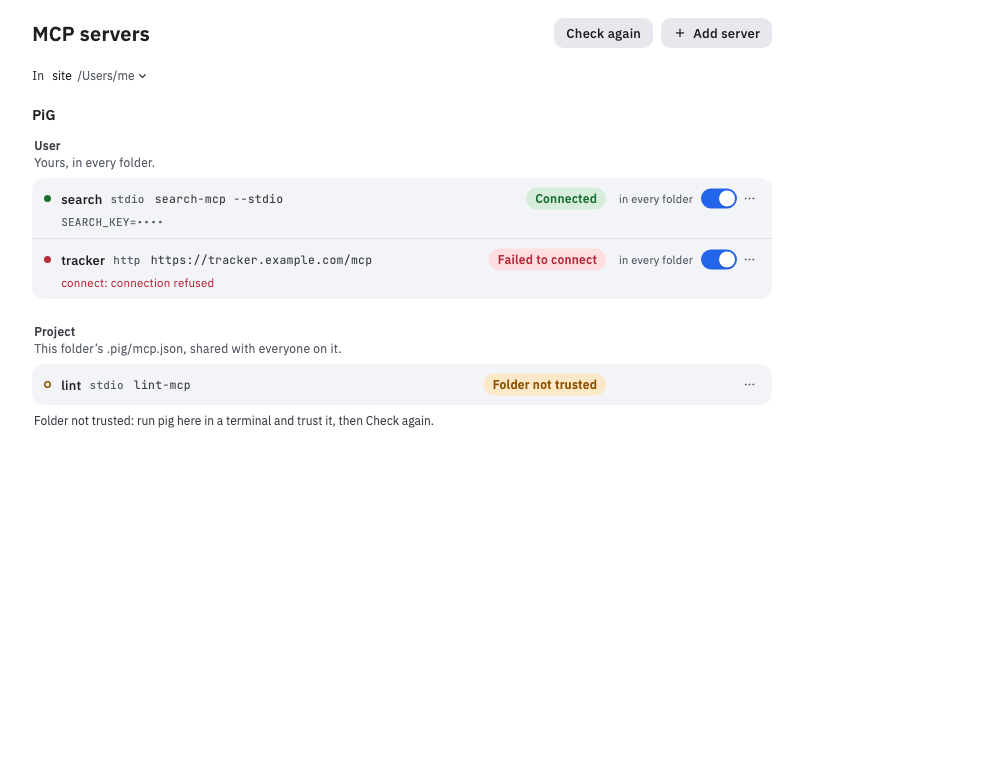 MCP servers
Check again
+ Add server
In site /Users/me
PiG
User
Yours, in every folder.
search stdio search-mcp --stdio Connected in every folder ···
SEARCH_KEY=••••
tracker http https://tracker.example.com/mcp Failed to connect in every folder ···
connect: connection refused
Project
This folder’s .pig/mcp.json, shared with everyone on it.
lint stdio lint-mcp Folder not trusted ···
Folder not trusted: run pig here in a terminal and trust it, then Check again.